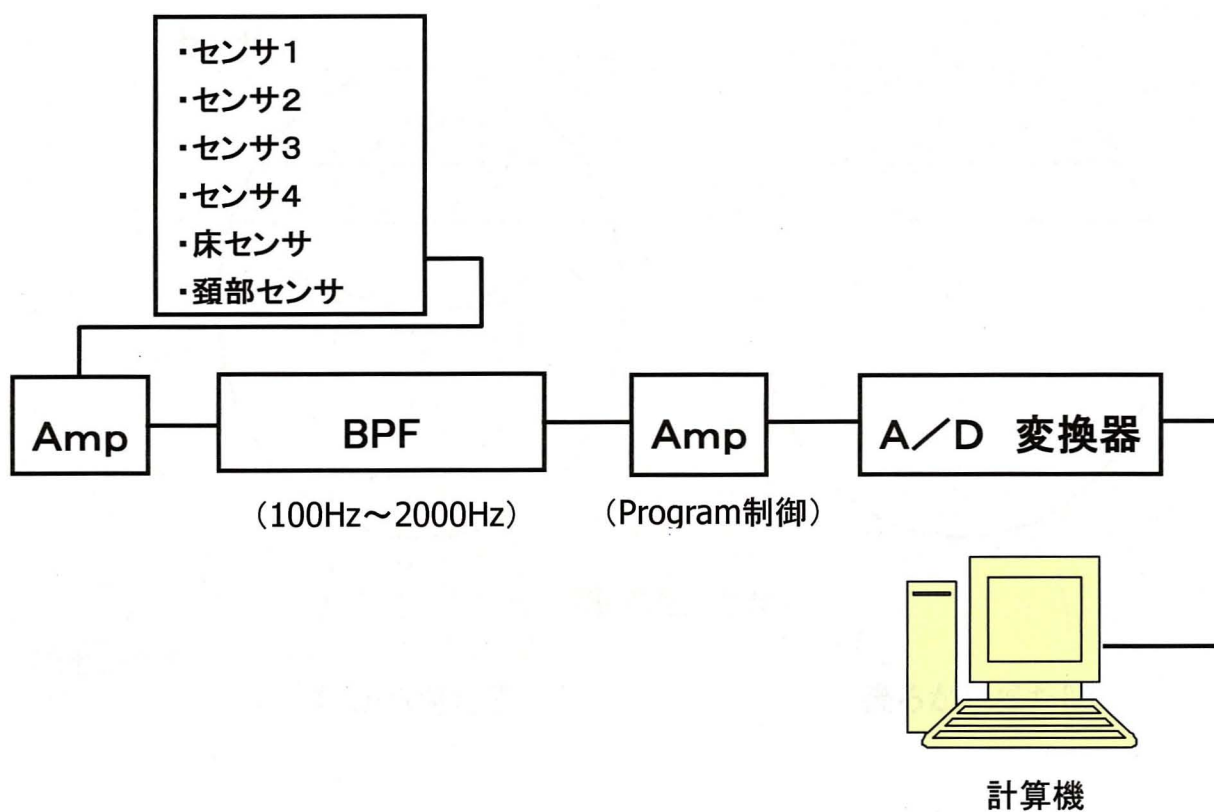 ・センサ1
・センサ2
・センサ3
・センサ4
・床センサ
・頚部センサ
Amp
BPF
Amp
A/D 変換器
(100Hz~2000Hz)
(Program制御)
計算機